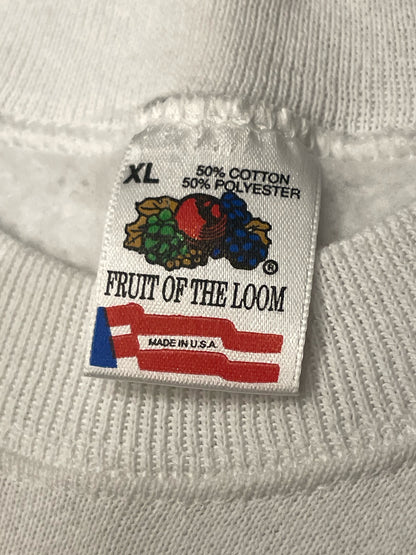 XL
50% COTTON
50% POLYESTER
®
FRUIT OF THE LOOM
MADE IN U.S.A.